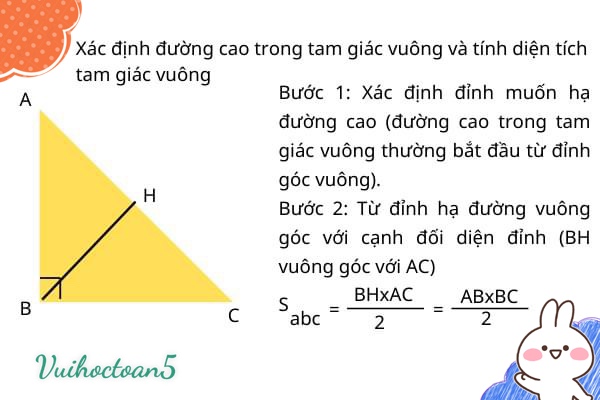 Xác định đường cao trong tam giác vuông và tính diện tích
tam giác vuông
A
H
B
C
Bước 1: Xác định đỉnh muốn hạ
đường cao (đường cao trong tam
giác vuông thường bắt đầu từ đỉnh
góc vuông).
Bước 2: Từ đỉnh hạ đường vuông
góc với cạnh đối diện đỉnh (BH
vuông góc với AC)
S abc = BHxAC / 2 = ABxBC / 2
Vuihoctoan5